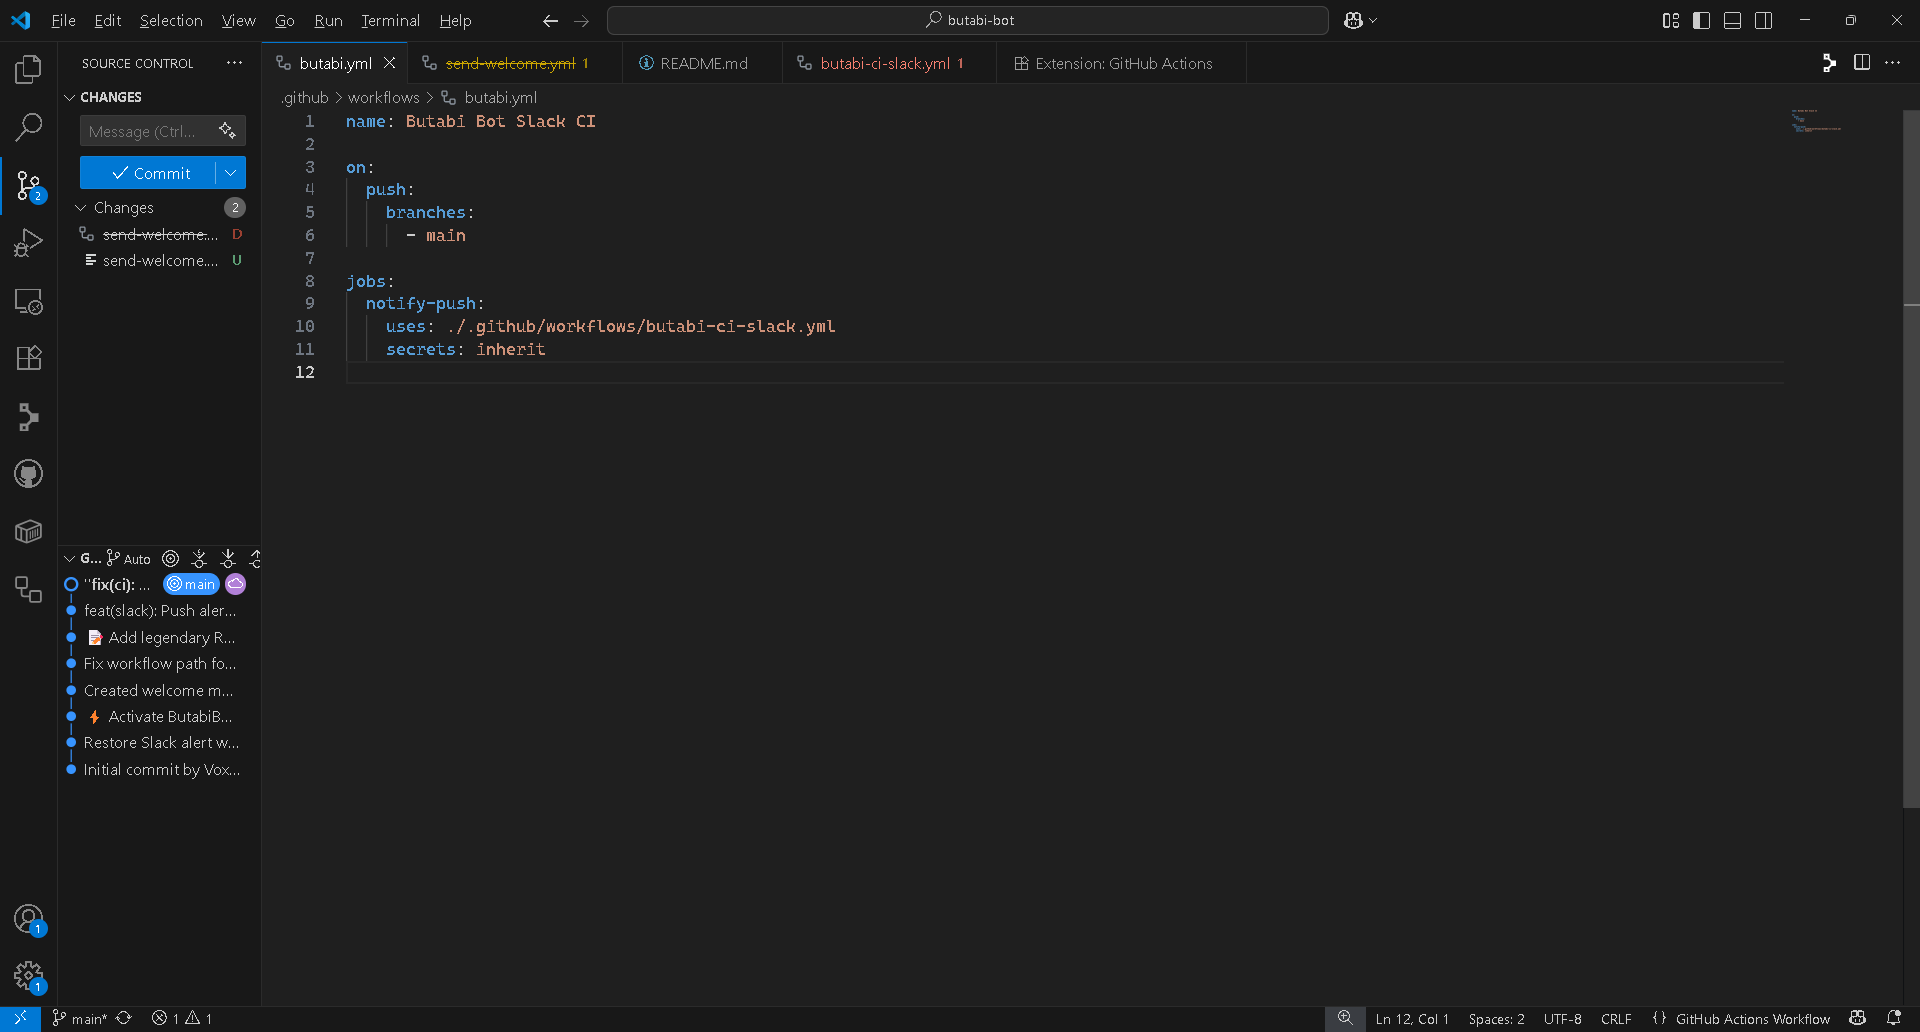 File Edit Selection View Go Run Terminal Help
butabi-bot
SOURCE CONTROL
butabi.yml
send-welcome.yml 1
README.md
butabi-ci-slack.yml 1
Extension: GitHub Actions
CHANGES
Message (Ctrl...
Commit
Changes 2
send-welcome.... D
send-welcome.... U
2
.github > workflows > butabi.yml
1 name: Butabi Bot Slack CI
2
3 on:
4 push:
5 branches:
6 - main
7
8 jobs:
9 notify-push:
10 uses: ./.github/workflows/butabi-ci-slack.yml
11 secrets: inherit
12
G... Auto
"fix(ci): ... main
feat(slack): Push aler...
📝 Add legendary R...
Fix workflow path fo...
Created welcome m...
⚡ Activate ButabiB...
Restore Slack alert w...
Initial commit by Vox...
1
1
main* 1 1
Ln 12, Col 1 Spaces: 2 UTF-8 CRLF {} GitHub Actions Workflow